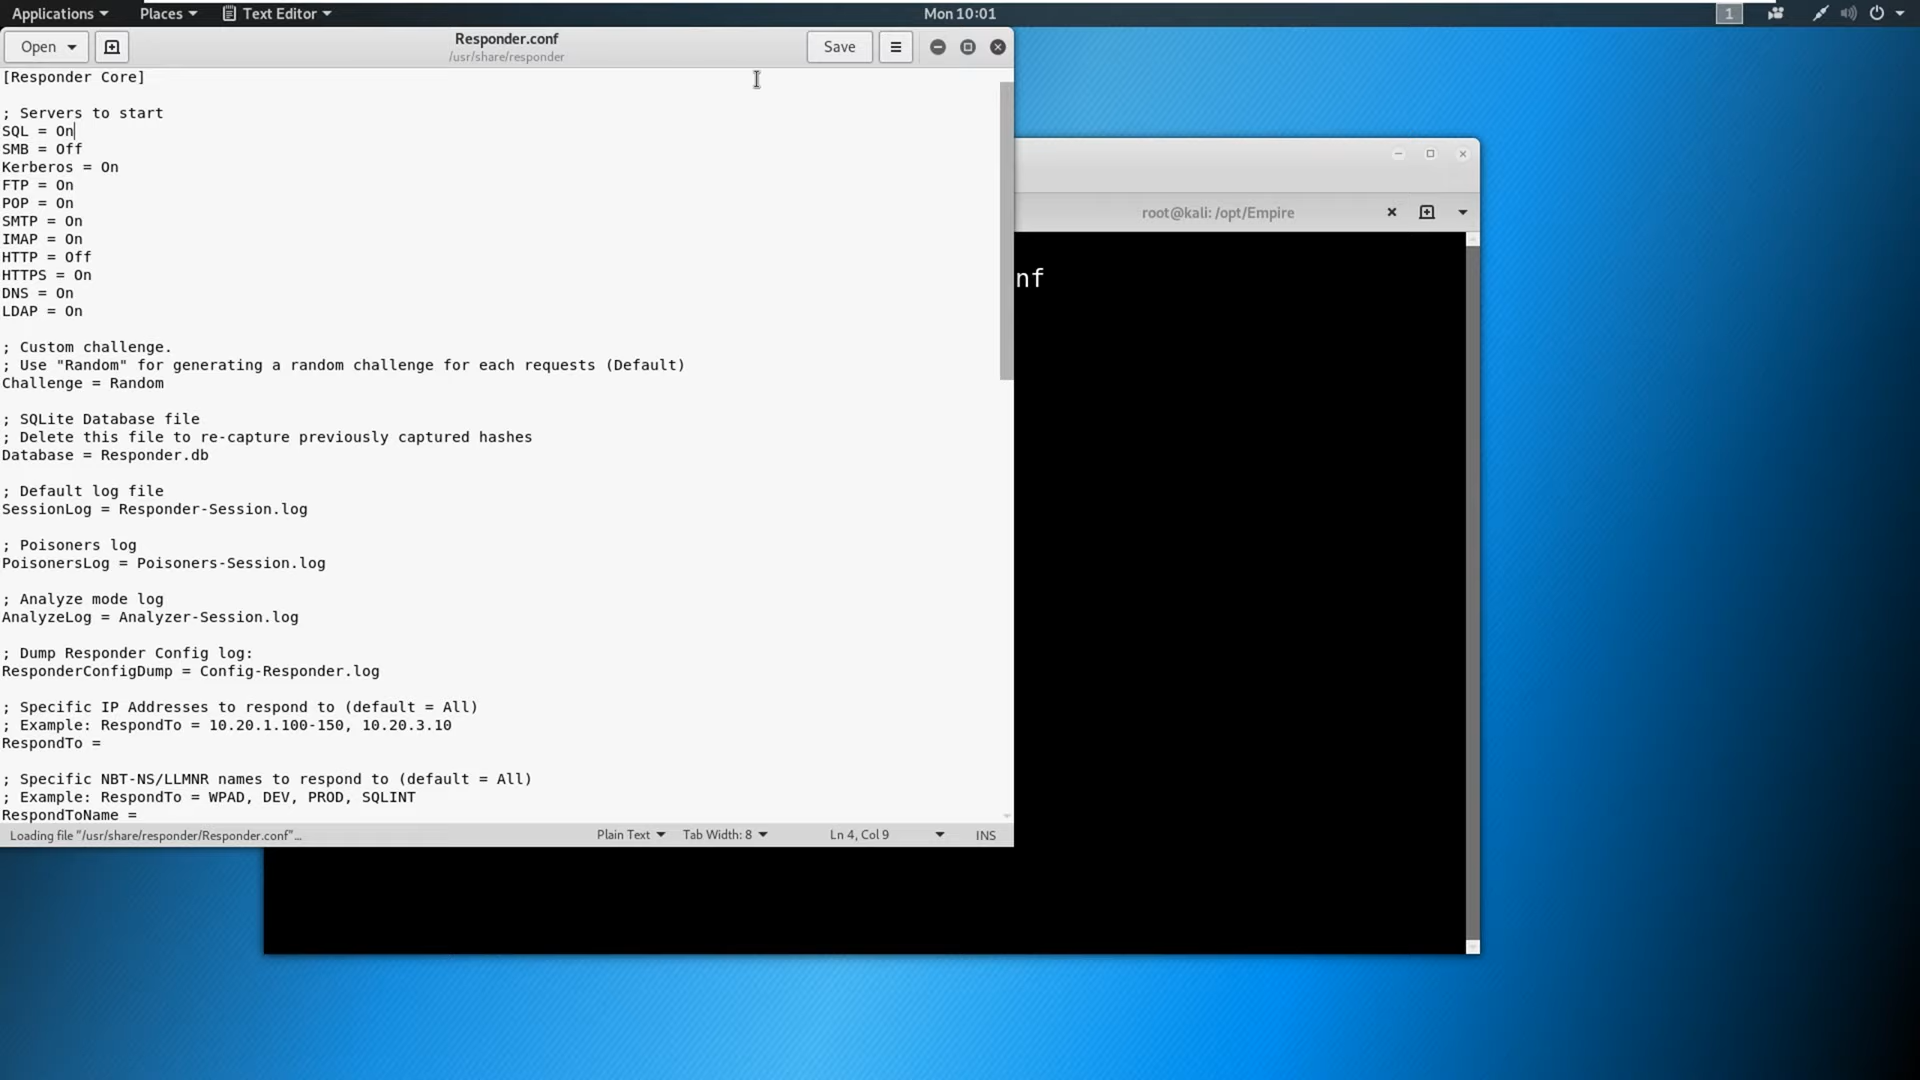 Applications
Places
Text Editor
Mon 10:01
1
Open
Responder.conf
/usr/share/responder
Save
[Responder Core]
; Servers to start
SQL = On
SMB = Off
Kerberos = On
FTP = On
POP = On
SMTP = On
IMAP = On
HTTP = Off
HTTPS = On
DNS = On
LDAP = On
; Custom challenge.
; Use "Random" for generating a random challenge for each requests (Default)
Challenge = Random
; SQLite Database file
; Delete this file to re-capture previously captured hashes
Database = Responder.db
; Default log file
SessionLog = Responder-Session.log
; Poisoners log
PoisonersLog = Poisoners-Session.log
; Analyze mode log
AnalyzeLog = Analyzer-Session.log
; Dump Responder Config log:
ResponderConfigDump = Config-Responder.log
; Specific IP Addresses to respond to (default = All)
; Example: RespondTo = 10.20.1.100-150, 10.20.3.10
RespondTo =
; Specific NBT-NS/LLMNR names to respond to (default = All)
; Example: RespondTo = WPAD, DEV, PROD, SQLINT
RespondToName =
Loading file "/usr/share/responder/Responder.conf"…
Plain Text
Tab Width: 8
Ln 4, Col 9
INS
root@kali: /opt/Empire
nf